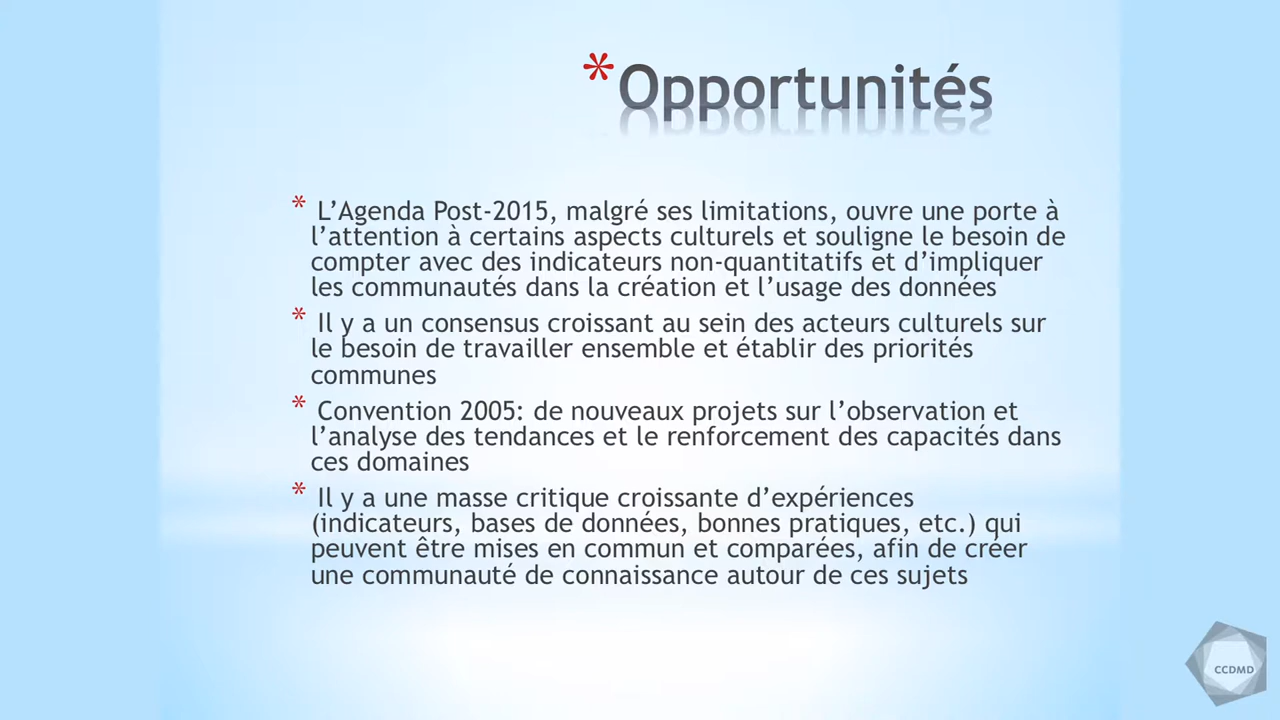 * Opportunités
* L’Agenda Post-2015, malgré ses limitations, ouvre une porte à
l’attention à certains aspects culturels et souligne le besoin de
compter avec des indicateurs non-quantitatifs et d’impliquer
les communautés dans la création et l’usage des données
* Il y a un consensus croissant au sein des acteurs culturels sur
le besoin de travailler ensemble et établir des priorités
communes
* Convention 2005: de nouveaux projets sur l’observation et
l’analyse des tendances et le renforcement des capacités dans
ces domaines
* Il y a une masse critique croissante d’expériences
(indicateurs, bases de données, bonnes pratiques, etc.) qui
peuvent être mises en commun et comparées, afin de créer
une communauté de connaissance autour de ces sujets
CCDMD